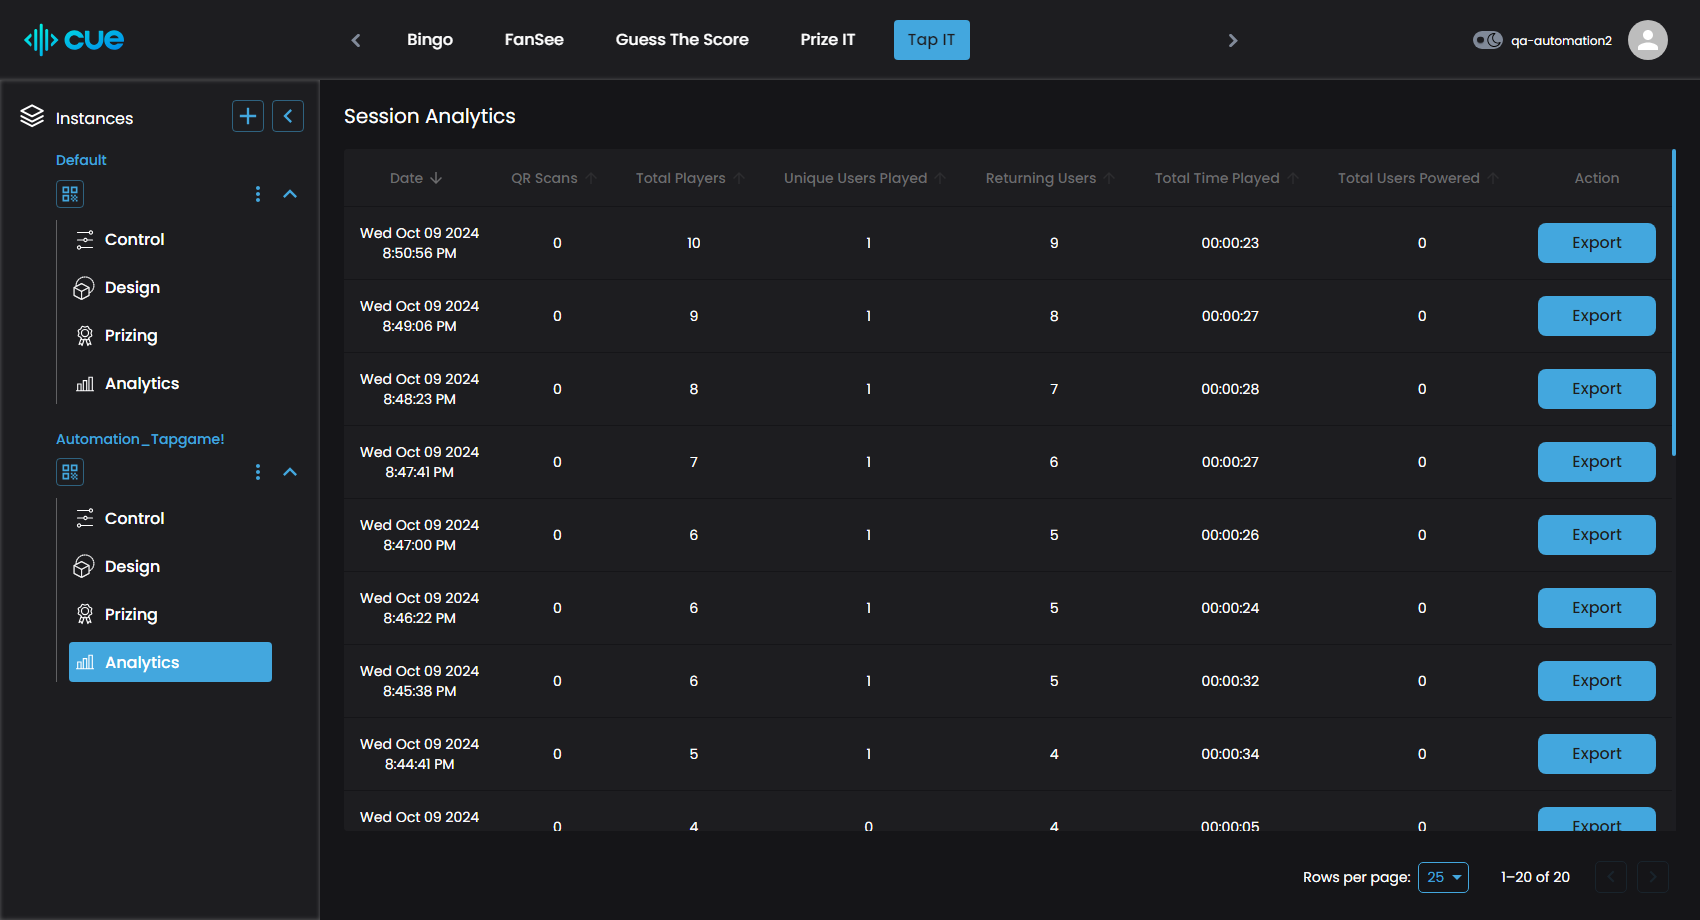 cue
Bingo
FanSee
Guess The Score
Prize IT
Tap IT
qa-automation2
Instances
Default
Control
Design
Prizing
Analytics
Automation_Tapgame!
Control
Design
Prizing
Analytics
Session Analytics
Date QR Scans Total Players Unique Users Played Returning Users Total Time Played Total Users Powered Action
Wed Oct 09 2024
8:50:56 PM
0 10 1 9 00:00:23 0 Export
Wed Oct 09 2024
8:49:06 PM
0 9 1 8 00:00:27 0 Export
Wed Oct 09 2024
8:48:23 PM
0 8 1 7 00:00:28 0 Export
Wed Oct 09 2024
8:47:41 PM
0 7 1 6 00:00:27 0 Export
Wed Oct 09 2024
8:47:00 PM
0 6 1 5 00:00:26 0 Export
Wed Oct 09 2024
8:46:22 PM
0 6 1 5 00:00:24 0 Export
Wed Oct 09 2024
8:45:38 PM
0 6 1 5 00:00:32 0 Export
Wed Oct 09 2024
8:44:41 PM
0 5 1 4 00:00:34 0 Export
Wed Oct 09 2024
0 4 0 4 00:00:05 0 Export
Rows per page: 25 1–20 of 20